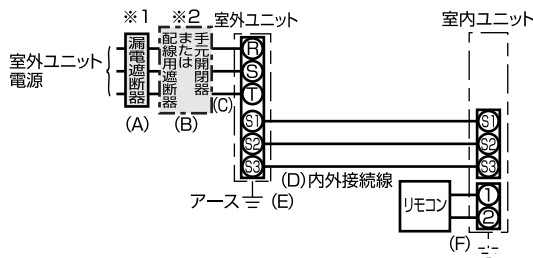 ※1
※2
室外ユニット
室内ユニット
室外ユニット
電源
漏電遮断器
手元開閉器
または
配線用遮断器
R
S
T
(A)
(B)
(C)
S1
S2
S3
S1
S2
S3
(D)内外接続線
アース
(E)
リモコン
1
2
(F)